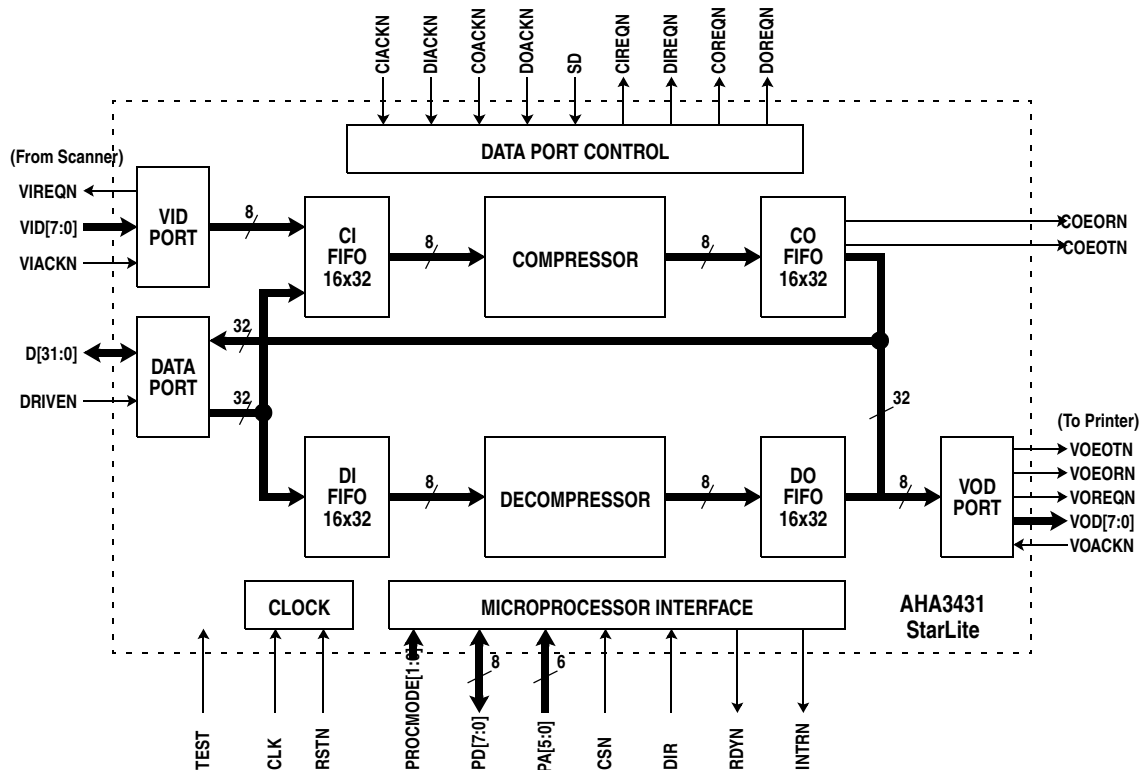 CIACKN
DIACKN
COACKN
DOACKN
SD
CIREQN
DIREQN
COREQN
DOREQN
DATA PORT CONTROL
(From Scanner)
VIREQN
VID[7:0]
VIACKN
VID
PORT
8
CI
FIFO
16x32
8
COMPRESSOR
8
CO
FIFO
16x32
COEORN
COEOTN
D[31:0]
DRIVEN
DATA
PORT
32
32
32
DI
FIFO
16x32
8
DECOMPRESSOR
8
DO
FIFO
16x32
8
VOD
PORT
(To Printer)
VOEOTN
VOEORN
VOREQN
VOD[7:0]
VOACKN
CLOCK
MICROPROCESSOR INTERFACE
AHA3431
StarLite
TEST
CLK
RSTN
PROCMODE[1:0]
PD[7:0]
8
PA[5:0]
6
CSN
DIR
RDYN
INTRN